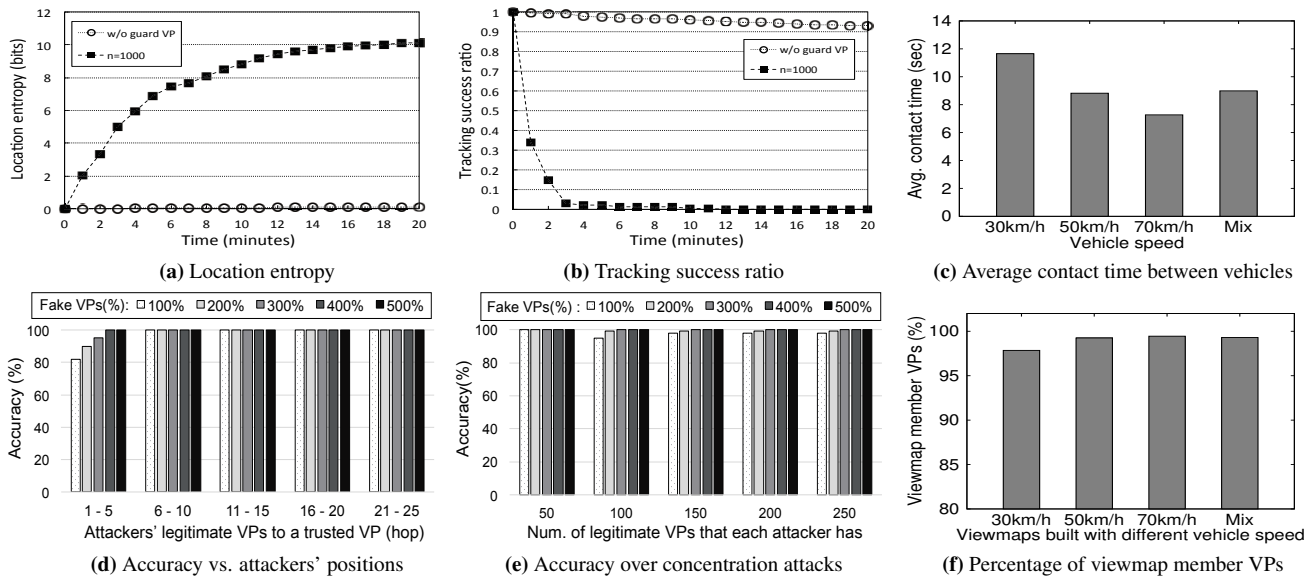 Location entropy (bits)
12
10
8
6
4
2
0
w/o guard VP
n=1000
0 2 4 6 8 10 12 14 16 18 20
Time (minutes)
(a) Location entropy
Tracking success ratio
1
0.9
0.8
0.7
0.6
0.5
0.4
0.3
0.2
0.1
0
w/o guard VP
n=1000
0 2 4 6 8 10 12 14 16 18 20
Time (minutes)
(b) Tracking success ratio
Avg. contact time (sec)
14
12
10
8
6
4
2
0
30km/h 50km/h 70km/h Mix
Vehicle speed
(c) Average contact time between vehicles
Fake VPs(%) : 100% 200% 300% 400% 500%
Accuracy (%)
100
80
60
40
20
0
1 - 5 6 - 10 11 - 15 16 - 20 21 - 25
Attackers' legitimate VPs to a trusted VP (hop)
(d) Accuracy vs. attackers' positions
Fake VPs(%) : 100% 200% 300% 400% 500%
Accuracy(%)
100
80
60
40
20
0
50 100 150 200 250
Num. of legitimate VPs that each attacker has
(e) Accuracy over concentration attacks
Viewmap member VPs (%)
100
95
90
85
80
30km/h 50km/h 70km/h Mix
Viewmaps built with different vehicle speed
(f) Percentage of viewmap member VPs